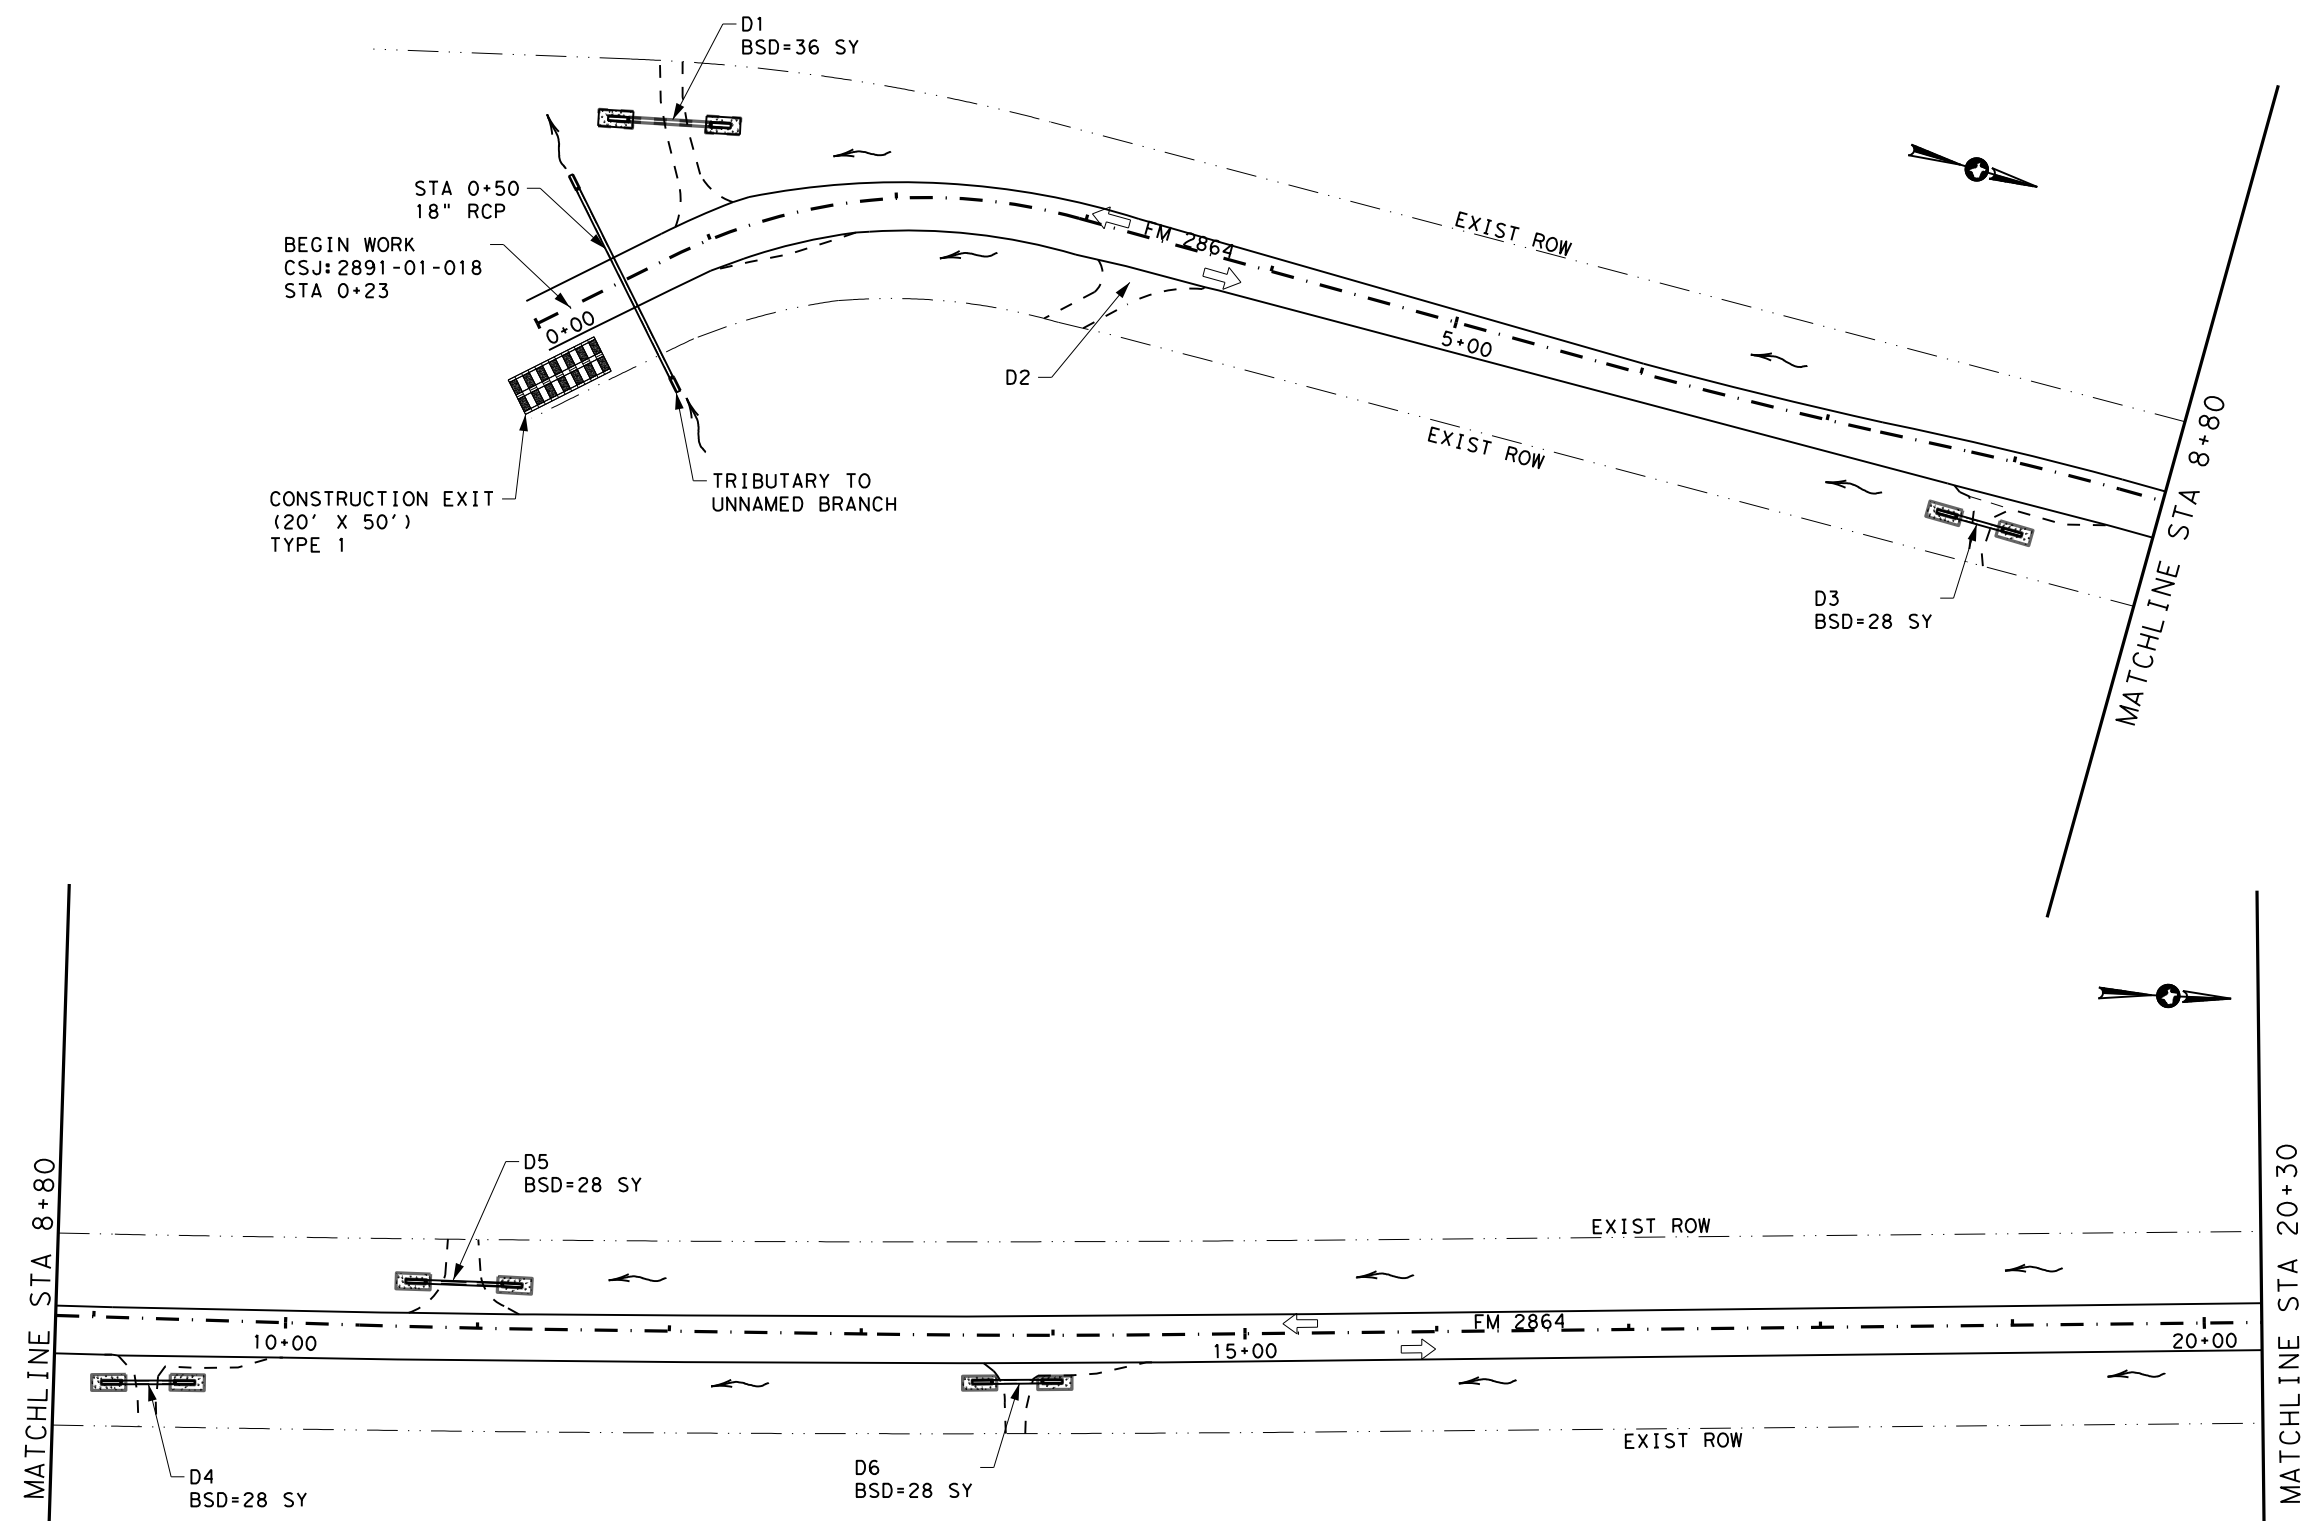 D1
BSD=36 SY
STA 0+50
18" RCP
BEGIN WORK
CSJ:2891-01-018
STA 0+23
0+00
FM 2864
EXIST ROW
5+00
D2
EXIST ROW
MATCHLINE STA 8+80
CONSTRUCTION EXIT
(20' X 50')
TYPE 1
TRIBUTARY TO
UNNAMED BRANCH
D3
BSD=28 SY
MATCHLINE STA 8+80
D5
BSD=28 SY
EXIST ROW
10+00
15+00
FM 2864
20+00
EXIST ROW
D4
BSD=28 SY
D6
BSD=28 SY
MATCHLINE STA 20+30